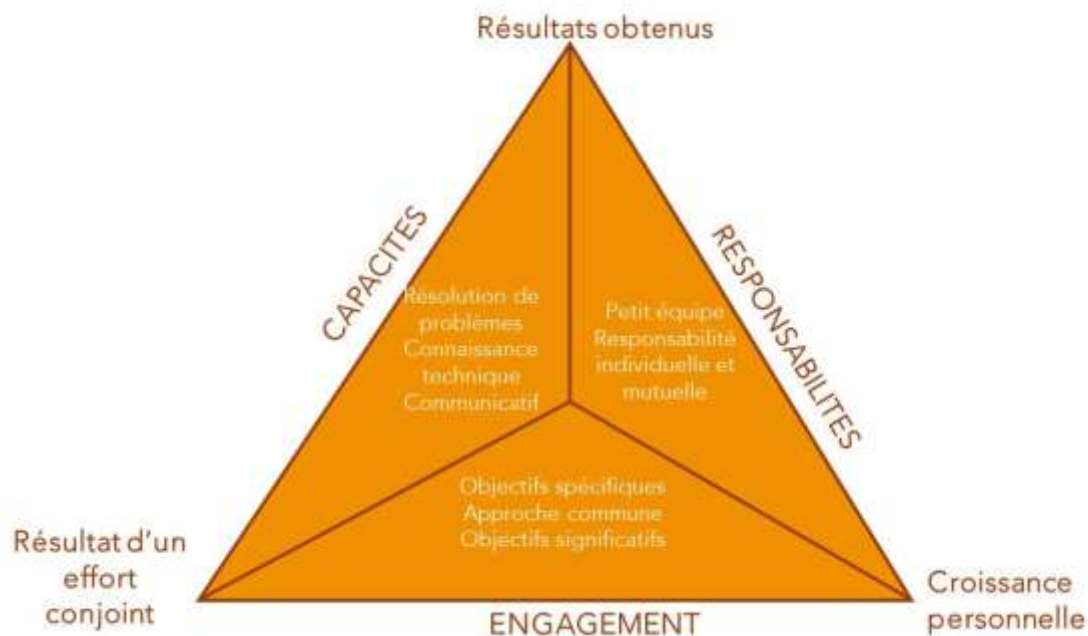 Résultats obtenus
CAPACITES
RESPONSABILITES
Résolution de
problèmes
Connaissance
technique
Communicatif
Petit équipe
Responsabilité
individuelle et
mutuelle
Objectifs spécifiques
Approche commune
Objectifs significatifs
Résultat d'un
effort
conjoint
ENGAGEMENT
Croissance
personnelle